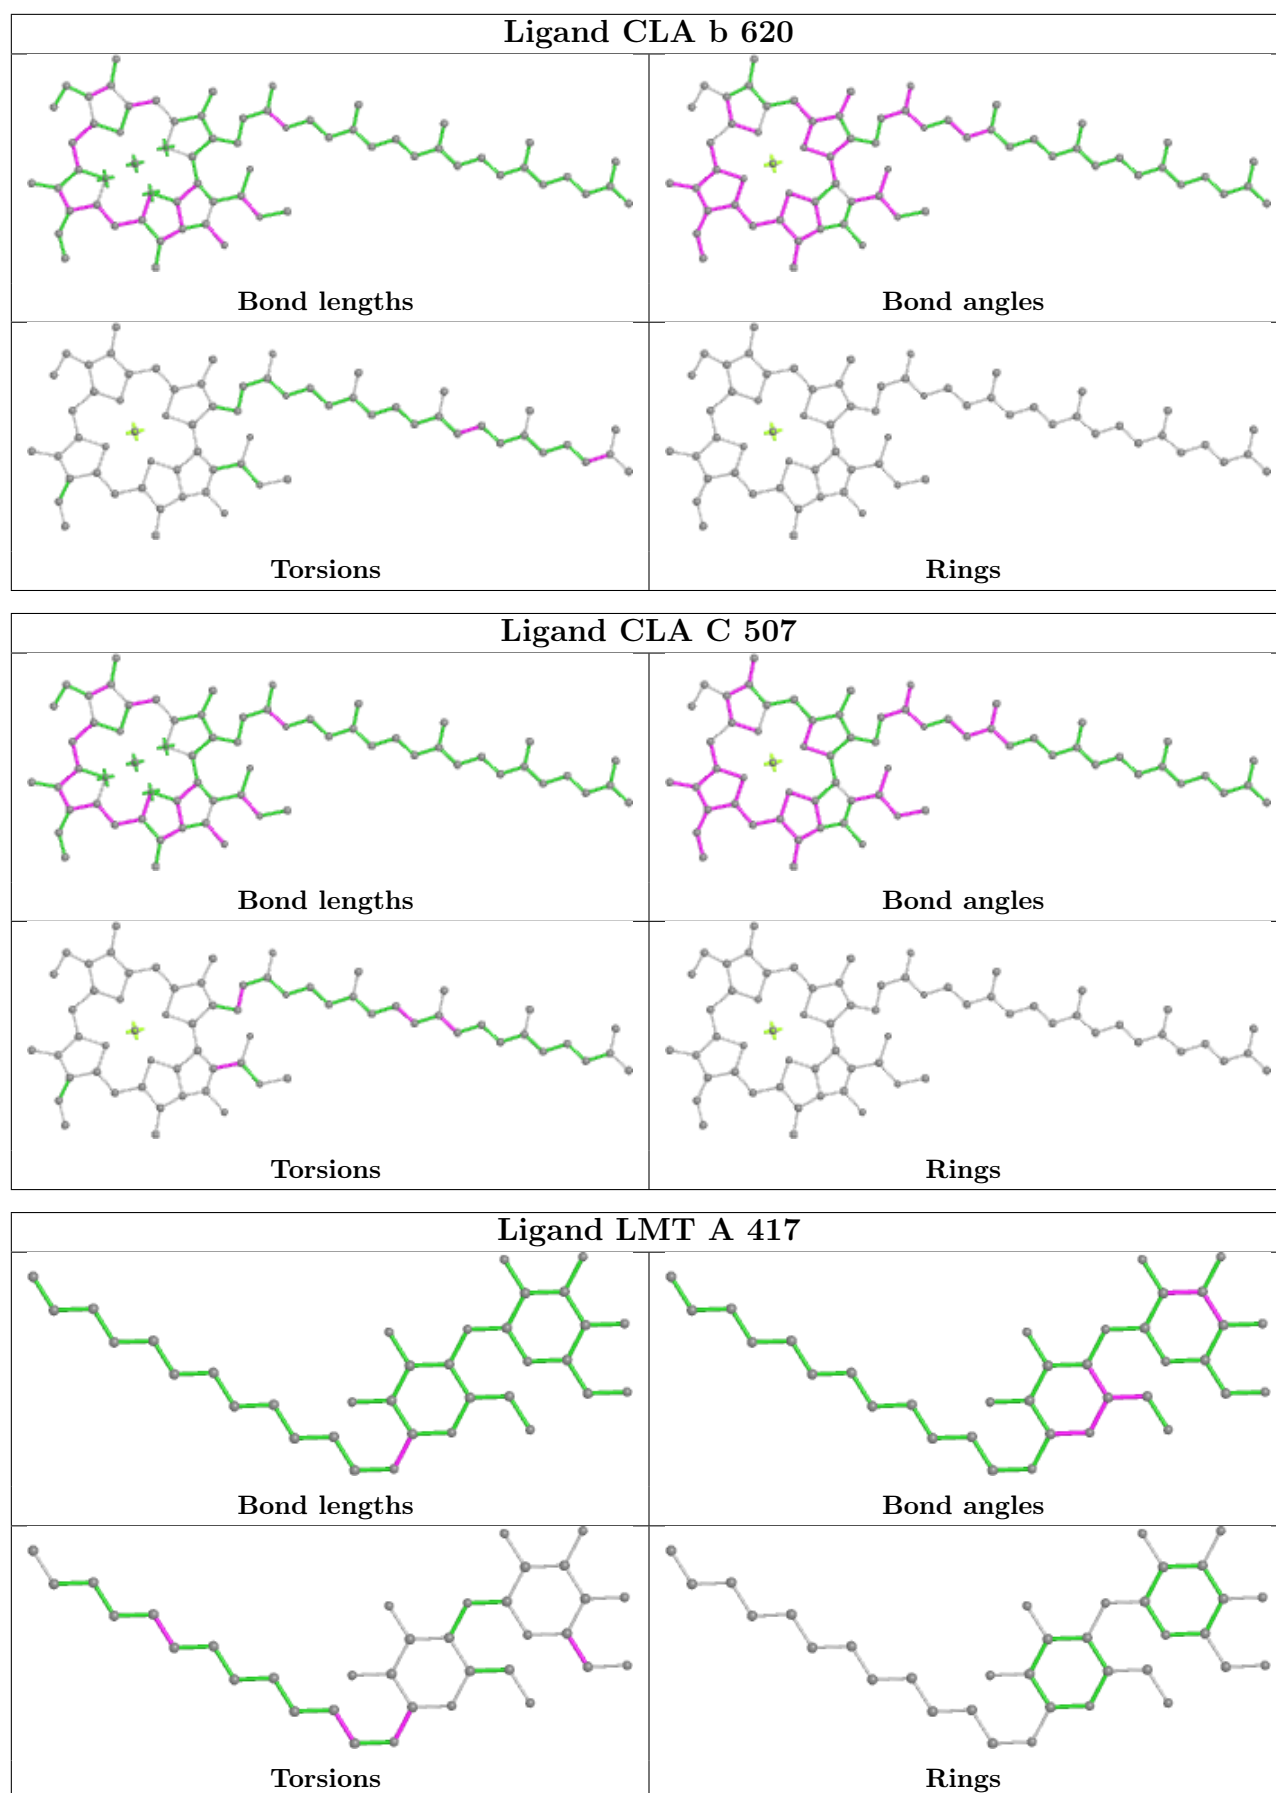 Ligand CLA b 620
Bond lengths
Bond angles
Torsions
Rings
Ligand CLA C 507
Bond lengths
Bond angles
Torsions
Rings
Ligand LMT A 417
Bond lengths
Bond angles
Torsions
Rings